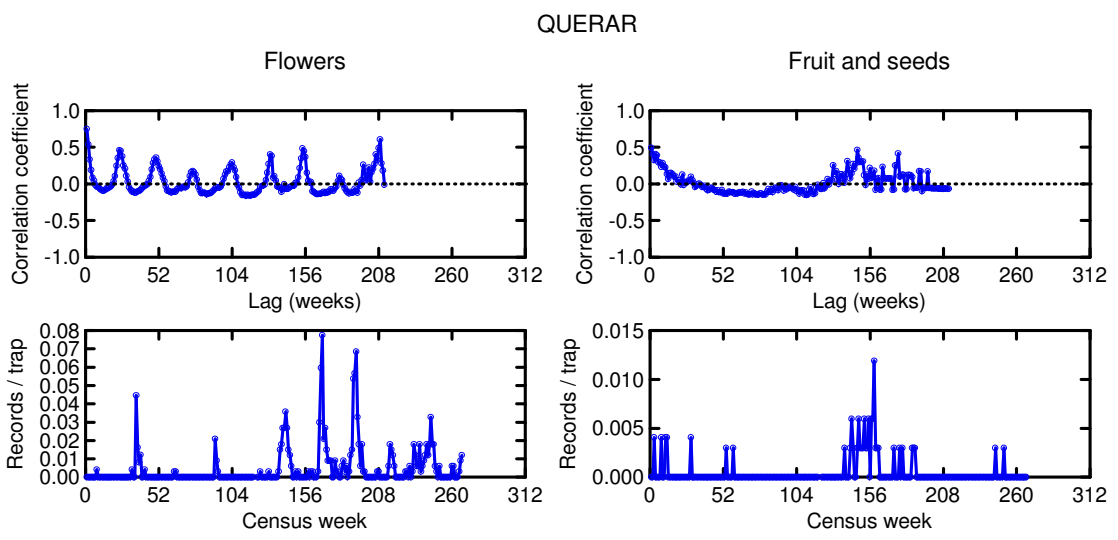 QUERAR
Flowers
Fruit and seeds
Correlation coefficient
1.0
0.5
0.0
-0.5
-1.0
0 52 104 156 208 260 312
Lag (weeks)
Correlation coefficient
1.0
0.5
0.0
-0.5
-1.0
0 52 104 156 208 260 312
Lag (weeks)
Records / trap
0.08
0.07
0.06
0.05
0.04
0.03
0.02
0.01
0.00
0 52 104 156 208 260 312
Census week
Records / trap
0.015
0.010
0.005
0.000
0 52 104 156 208 260 312
Census week